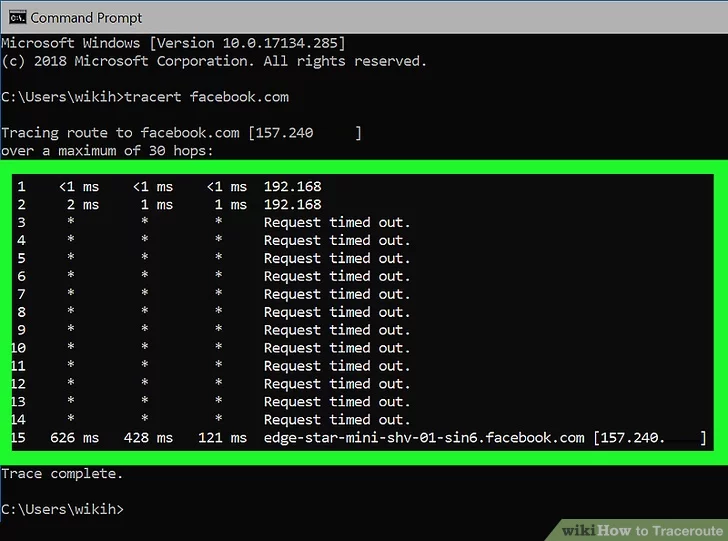 Command Prompt
Microsoft Windows [Version 10.0.17134.285]
(c) 2018 Microsoft Corporation. All rights reserved.
C:\Users\wikih>tracert facebook.com
Tracing route to facebook.com [157.240 ]
over a maximum of 30 hops:
1 <1 ms <1 ms <1 ms 192.168
2 2 ms 1 ms 1 ms 192.168
3 * * * Request timed out.
4 * * * Request timed out.
5 * * * Request timed out.
6 * * * Request timed out.
7 * * * Request timed out.
8 * * * Request timed out.
9 * * * Request timed out.
10 * * * Request timed out.
11 * * * Request timed out.
12 * * * Request timed out.
13 * * * Request timed out.
14 * * * Request timed out.
15 626 ms 428 ms 121 ms edge-star-mini-shv-01-sin6.facebook.com [157.240. ]
Trace complete.
C:\Users\wikih>
wikiHow to Traceroute